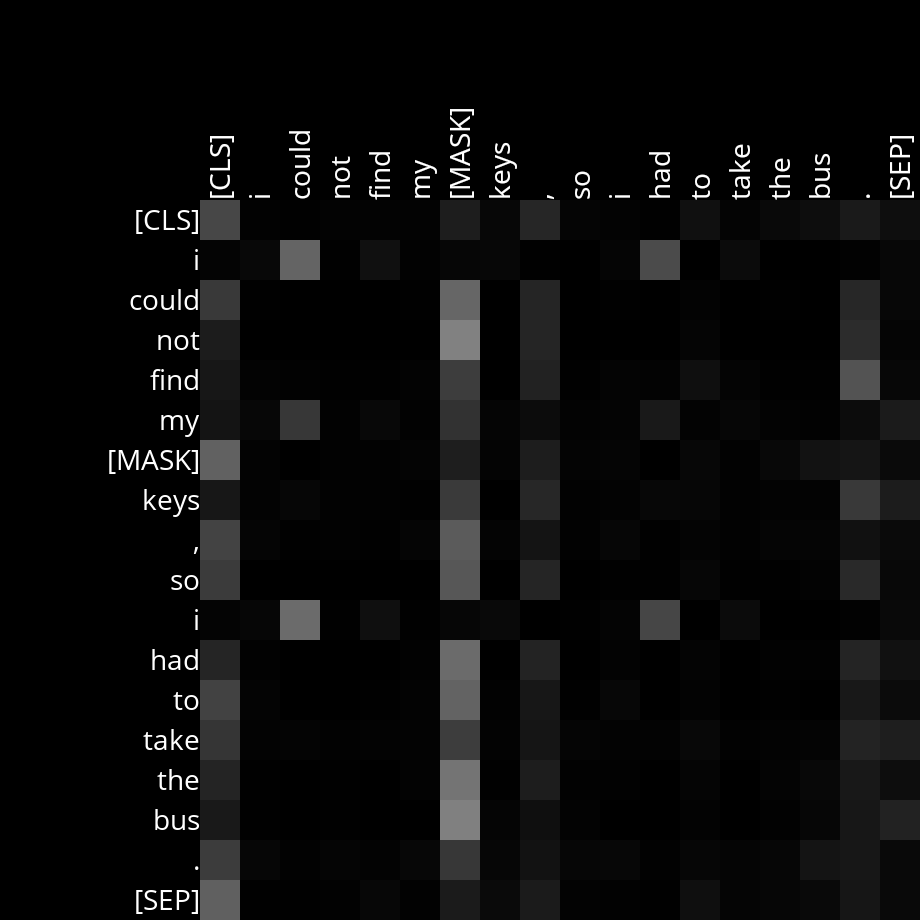 [CLS] i could not find my [MASK] keys , so i had to take the bus . [SEP]
[CLS]
i
could
not
find
my
[MASK]
keys
,
so
i
had
to
take
the
bus
.
[SEP]